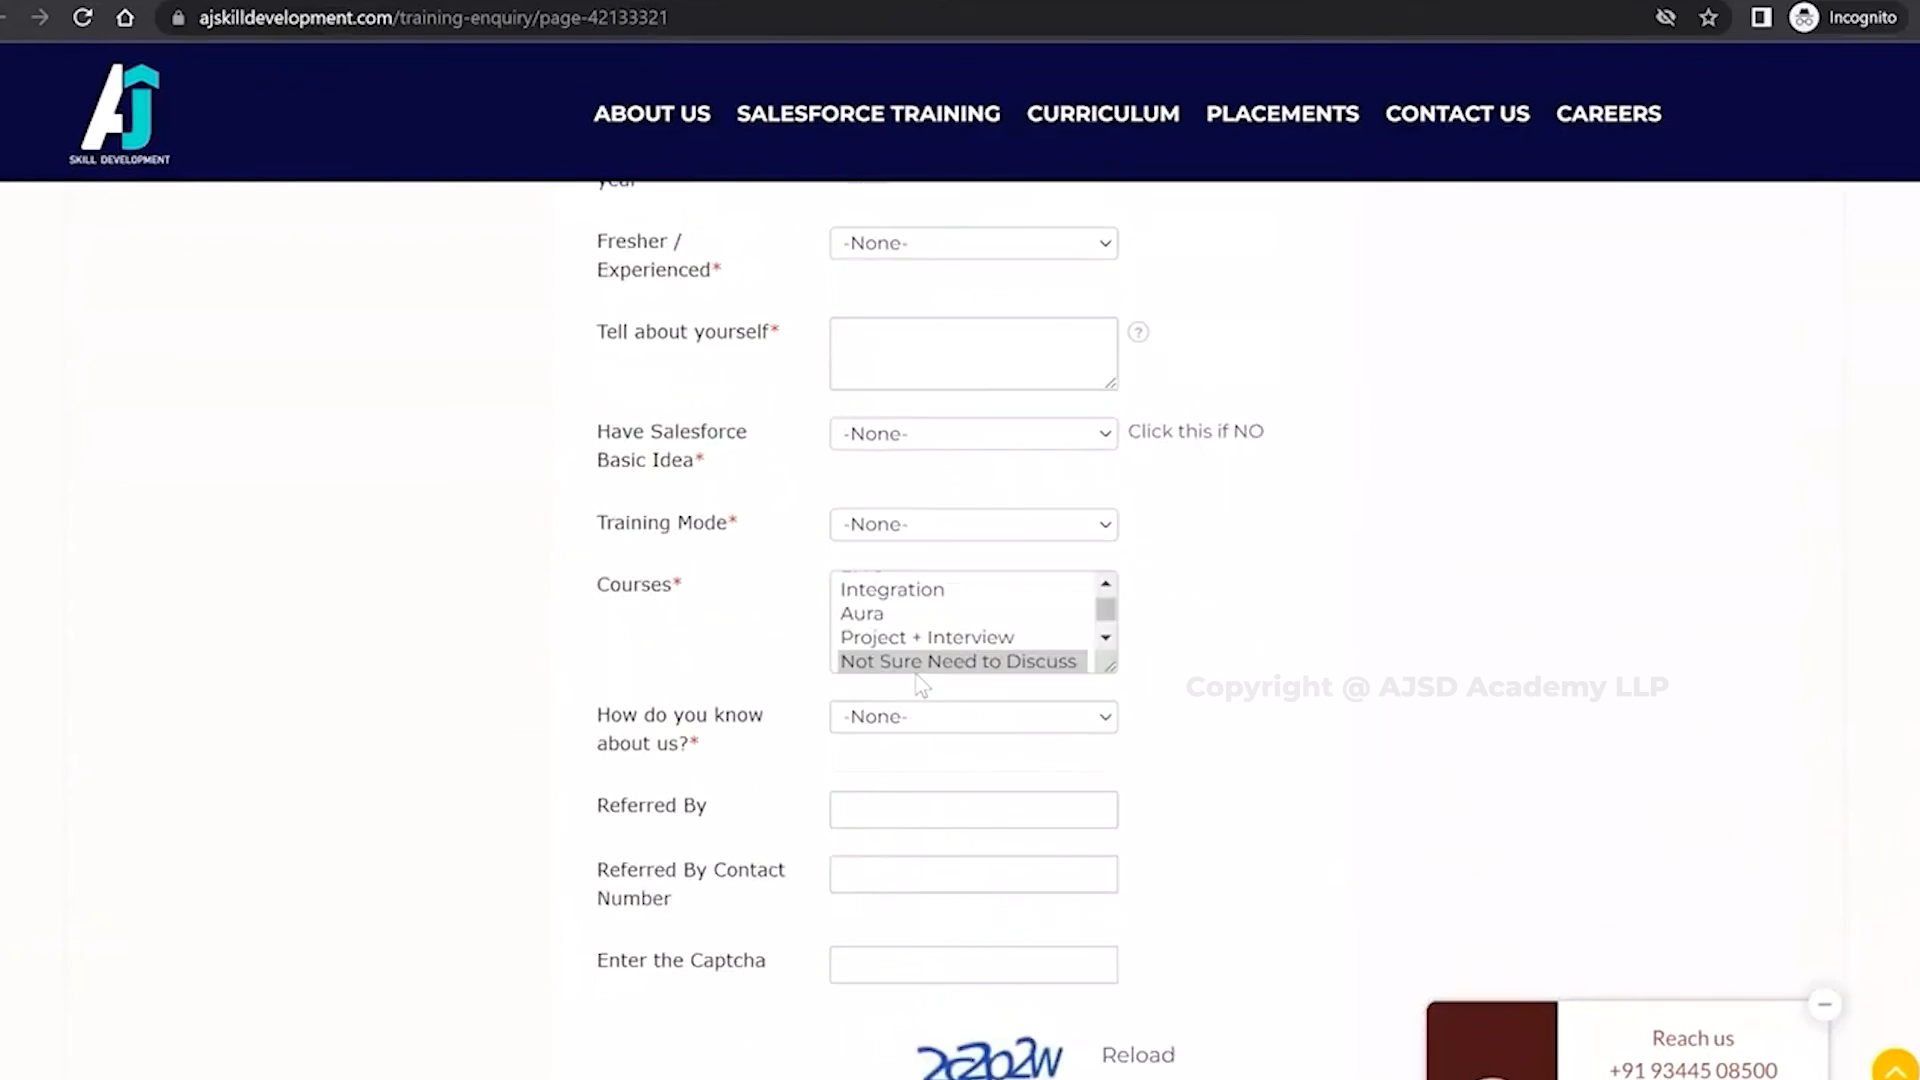 ajskilldevelopment.com/training-enquiry/page-42133321
Incognito
AJ
SKILL DEVELOPMENT
ABOUT US
SALESFORCE TRAINING
CURRICULUM
PLACEMENTS
CONTACT US
CAREERS
year
Fresher /
Experienced*
-None-
Tell about yourself*
?
Have Salesforce
Basic Idea*
-None-
Click this if NO
Training Mode*
-None-
Courses*
Integration
Aura
Project + Interview
Not Sure Need to Discuss
Copyright @ AJSD Academy LLP
How do you know
about us?*
-None-
Referred By
Referred By Contact
Number
Enter the Captcha
Reload
Reach us
+91 93445 08500